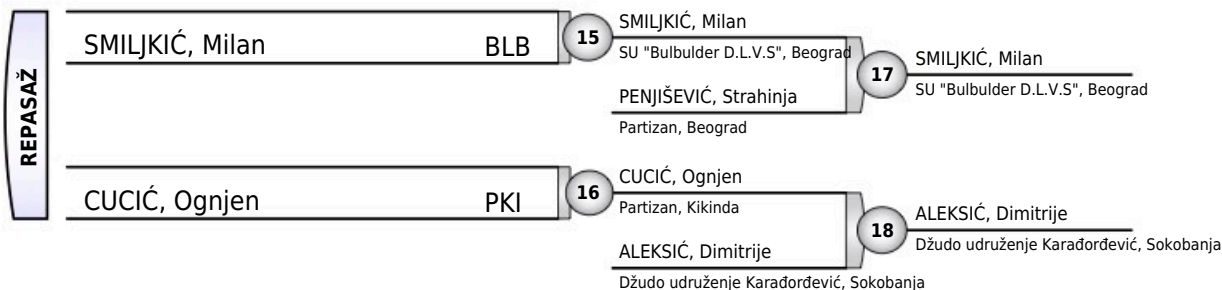 REPASAŽ
SMILJKIĆ, Milan BLB
15
SMILJKIĆ, Milan
SU "Bulbulder D.L.V.S", Beograd
PENJIŠEVIĆ, Strahinja
Partizan, Beograd
17
SMILJKIĆ, Milan
SU "Bulbulder D.L.V.S", Beograd
CUCIĆ, Ognjen PKI
16
CUCIĆ, Ognjen
Partizan, Kikinda
ALEKSIĆ, Dimitrije
Džudo udruženje Karađorđević, Sokobanja
18
ALEKSIĆ, Dimitrije
Džudo udruženje Karađorđević, Sokobanja